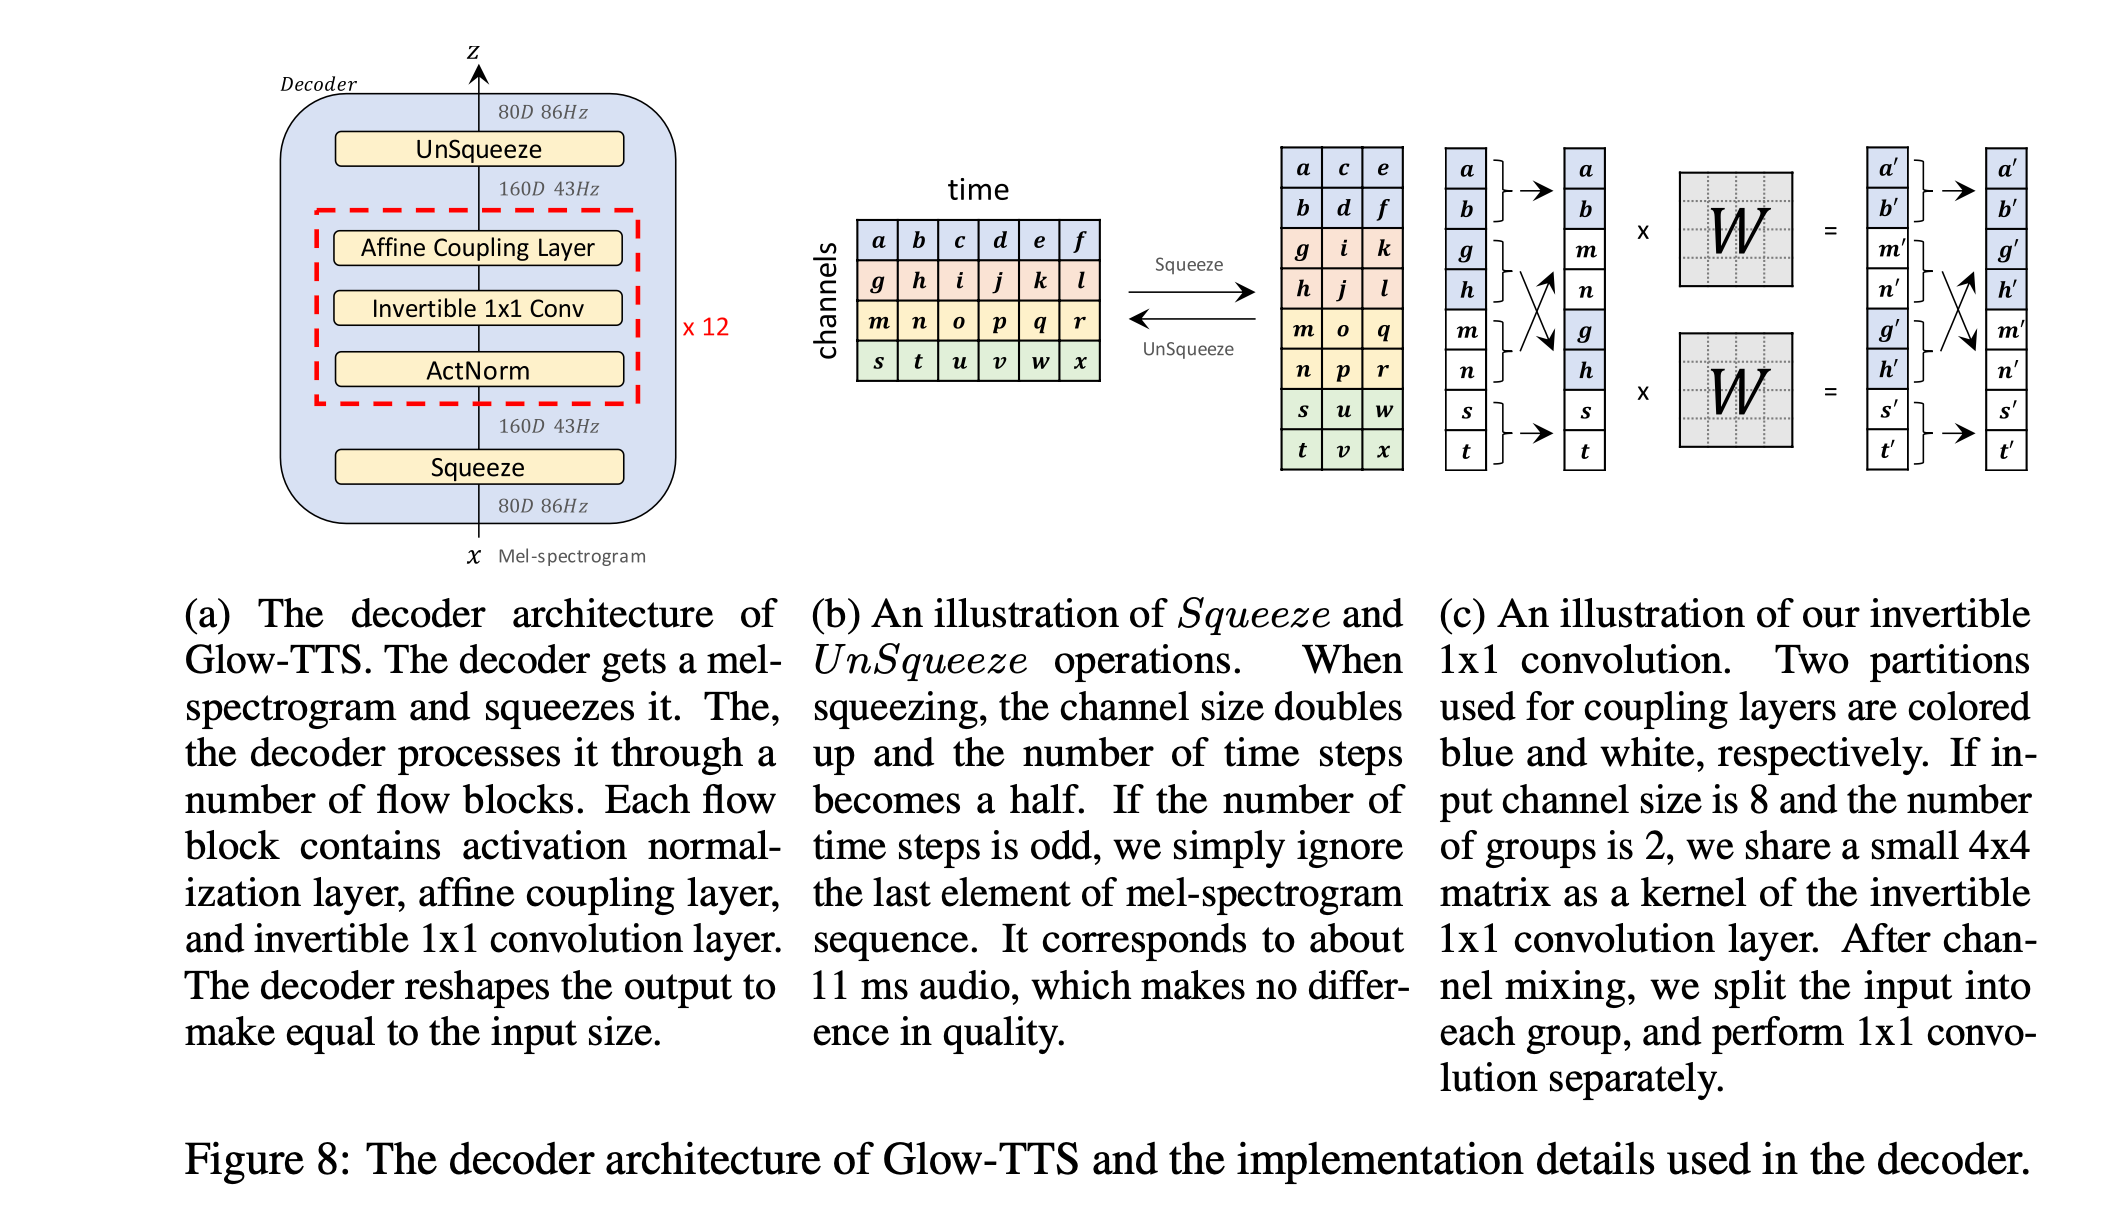 z
Decoder
80D 86Hz
UnSqueeze
160D 43Hz
Affine Coupling Layer
Invertible 1x1 Conv
x 12
ActNorm
160D 43Hz
Squeeze
80D 86Hz
x Mel-spectrogram
time
channels
a b c d e f
g h i j k l
m n o p q r
s t u v w x
Squeeze
UnSqueeze
a c e
b d f
g i k
h j l
m o q
n p r
s u w
t v x
a
b
g
h
m
n
s
t
a
b
m
n
g
h
s
t
x W =
x W =
a′
b′
m′
n′
g′
h′
s′
t′
a′
b′
g′
h′
m′
n′
s′
t′
(a) The decoder architecture of
Glow-TTS. The decoder gets a mel-
spectrogram and squeezes it. The,
the decoder processes it through a
number of flow blocks. Each flow
block contains activation normal-
ization layer, affine coupling layer,
and invertible 1x1 convolution layer.
The decoder reshapes the output to
make equal to the input size.
(b) An illustration of Squeeze and
UnSqueeze operations. When
squeezing, the channel size doubles
up and the number of time steps
becomes a half. If the number of
time steps is odd, we simply ignore
the last element of mel-spectrogram
sequence. It corresponds to about
11 ms audio, which makes no differ-
ence in quality.
(c) An illustration of our invertible
1x1 convolution. Two partitions
used for coupling layers are colored
blue and white, respectively. If in-
put channel size is 8 and the number
of groups is 2, we share a small 4x4
matrix as a kernel of the invertible
1x1 convolution layer. After chan-
nel mixing, we split the input into
each group, and perform 1x1 convo-
lution separately.
Figure 8: The decoder architecture of Glow-TTS and the implementation details used in the decoder.